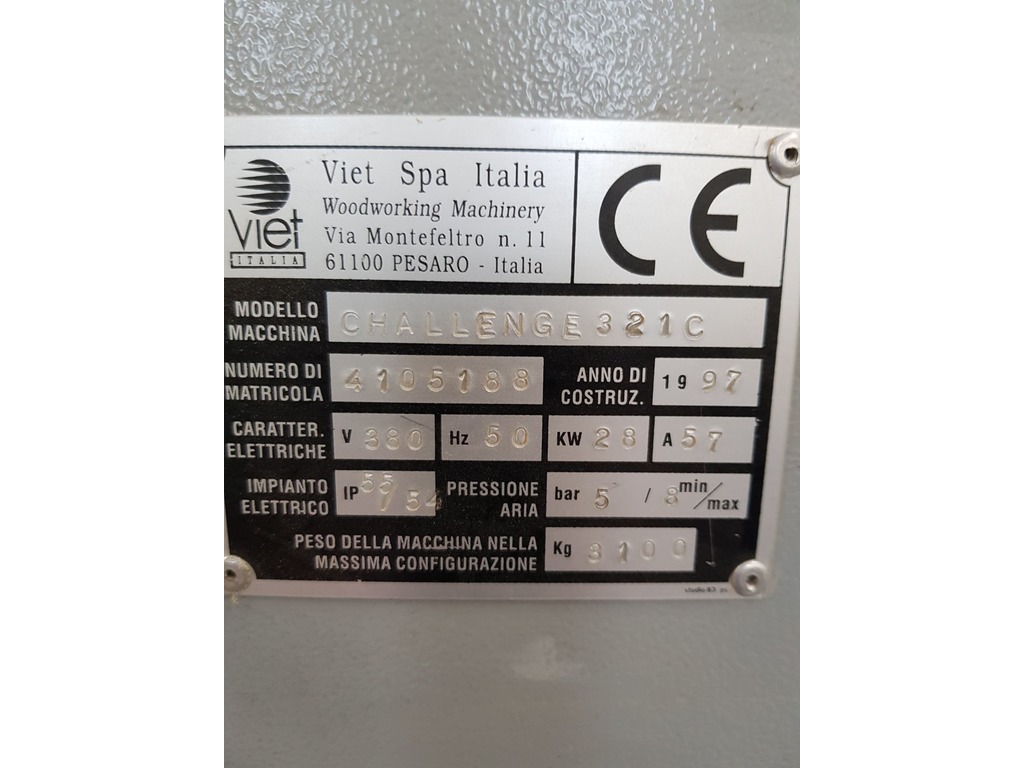 Viet
ITALIA
Viet Spa Italia
Woodworking Machinery
Via Montefeltro n. 11
61100 PESARO - Italia
CE
MODELLO MACCHINA CHALLENGE 321C
NUMERO DI MATRICOLA 4105188
ANNO DI COSTRUZ. 1997
CARATTER. ELETTRICHE V 380 Hz 50 KW 28 A 57
IMPIANTO ELETTRICO IP 55/54
PRESSIONE ARIA bar 5 / 8 min/max
PESO DELLA MACCHINA NELLA
MASSIMA CONFIGURAZIONE Kg 3100